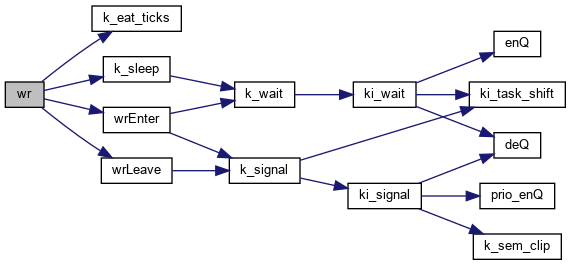 wr
k_eat_ticks
k_sleep
wrEnter
wrLeave
k_wait
k_signal
ki_wait
ki_signal
enQ
ki_task_shift
deQ
prio_enQ
k_sem_clip